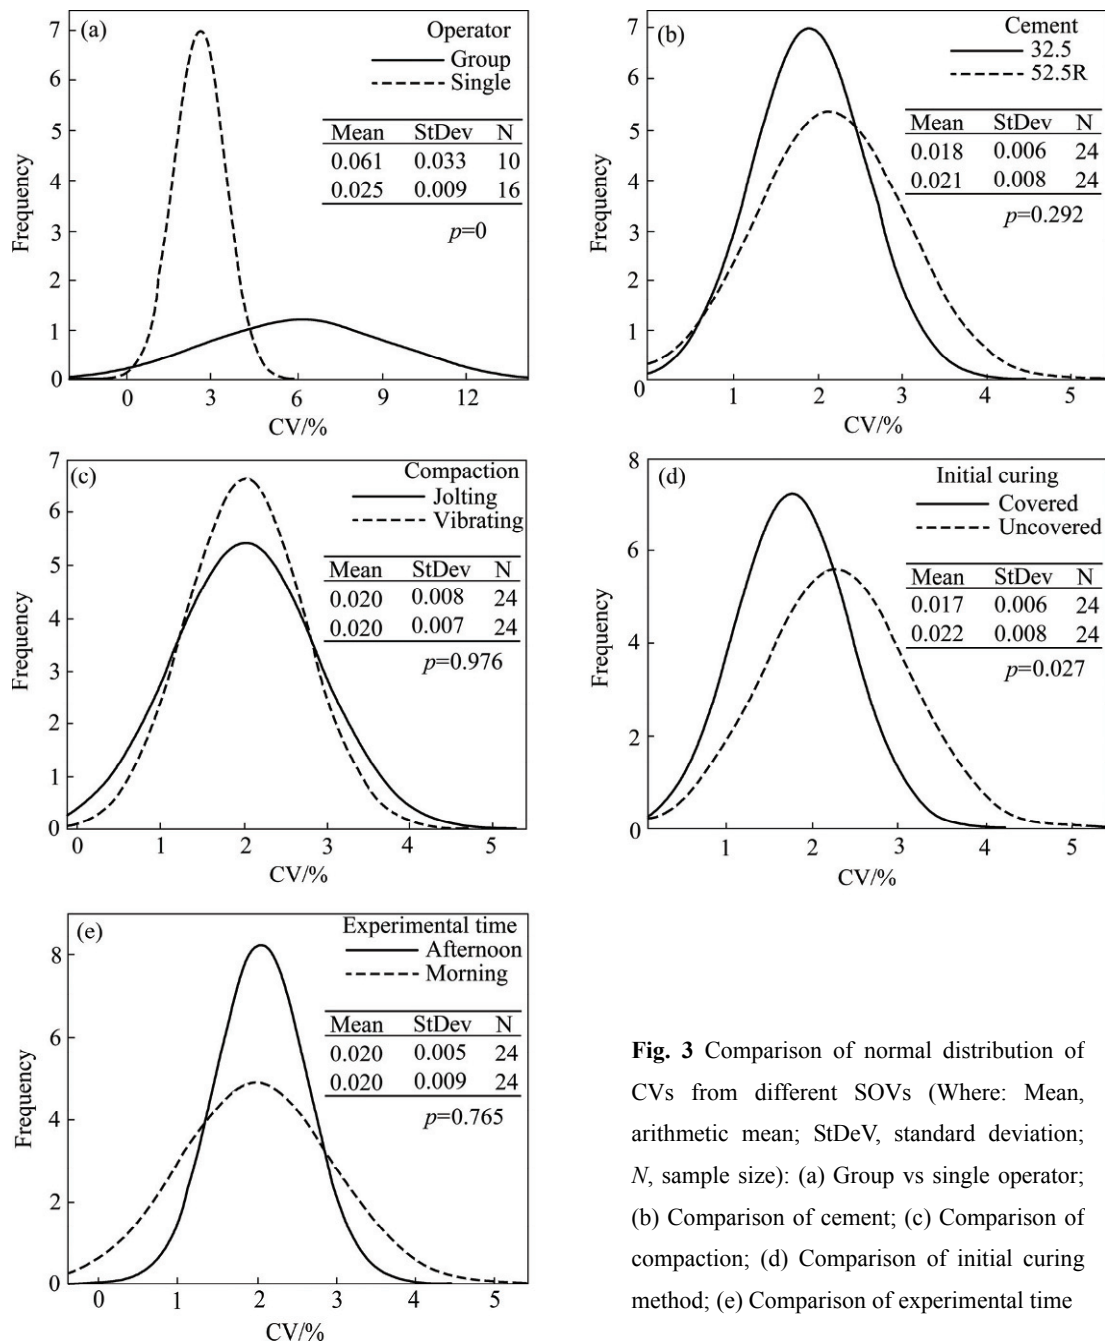 (a)
Operator
Group
Single
Mean StDev N
0.061 0.033 10
0.025 0.009 16
p=0
Frequency
7
6
5
4
3
2
1
0
0 3 6 9 12
CV/%
(b)
Cement
32.5
52.5R
Mean StDev N
0.018 0.006 24
0.021 0.008 24
p=0.292
Frequency
7
6
5
4
3
2
1
0
1 2 3 4 5
CV/%
(c)
Compaction
Jolting
Vibrating
Mean StDev N
0.020 0.008 24
0.020 0.007 24
p=0.976
Frequency
7
6
5
4
3
2
1
0
0 1 2 3 4 5
CV/%
(d)
Initial curing
Covered
Uncovered
Mean StDev N
0.017 0.006 24
0.022 0.008 24
p=0.027
Frequency
8
6
4
2
0
1 2 3 4 5
CV/%
(e)
Experimental time
Afternoon
Morning
Mean StDev N
0.020 0.005 24
0.020 0.009 24
p=0.765
Frequency
8
6
4
2
0
0 1 2 3 4 5
CV/%
Fig. 3 Comparison of normal distribution of
CVs from different SOVs (Where: Mean,
arithmetic mean; StDeV, standard deviation;
N, sample size): (a) Group vs single operator;
(b) Comparison of cement; (c) Comparison of
compaction; (d) Comparison of initial curing
method; (e) Comparison of experimental time